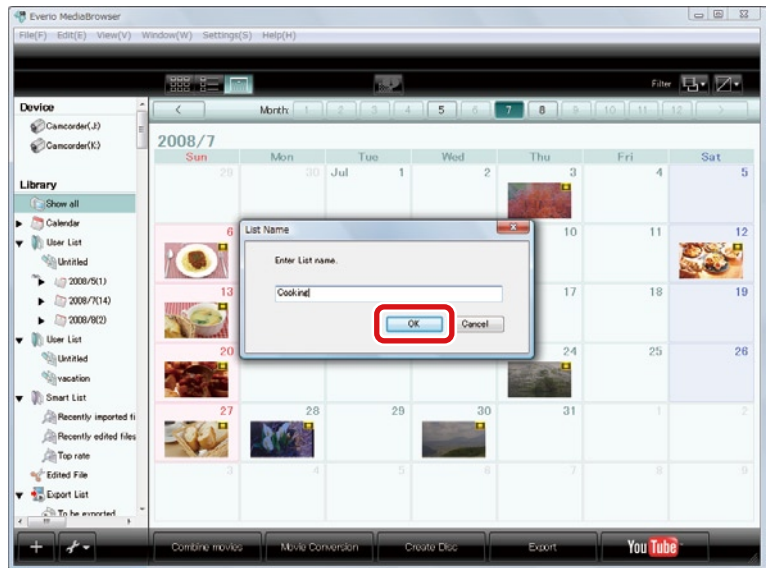 Everio MediaBrowser
File(F) Edit(E) View(V) Window(W) Settings(S) Help(H)
Filter
Device
Camcorder(J:)
Camcorder(K:)
Library
Show all
Calendar
User List
Untitled
2008/5(1)
2008/7(14)
2008/8(2)
User List
Untitled
vacation
Smart List
Recently imported fi
Recently edited files
Top rate
Edited File
Export List
To be exported
< Month: 1 2 3 4 5 6 7 8 9 10 11 12 >
2008/7
Sun Mon Tue Wed Thu Fri Sat
29 30 Jul 1 2 3 4 5
6 10 11 12
13 17 18 19
20 24 25 26
27 28 29 30 31 1 2
3 4 5 6 7 8 9
List Name
Enter List name.
Cooking
OK Cancel
Combine movies Movie Conversion Create Disc Export YouTube